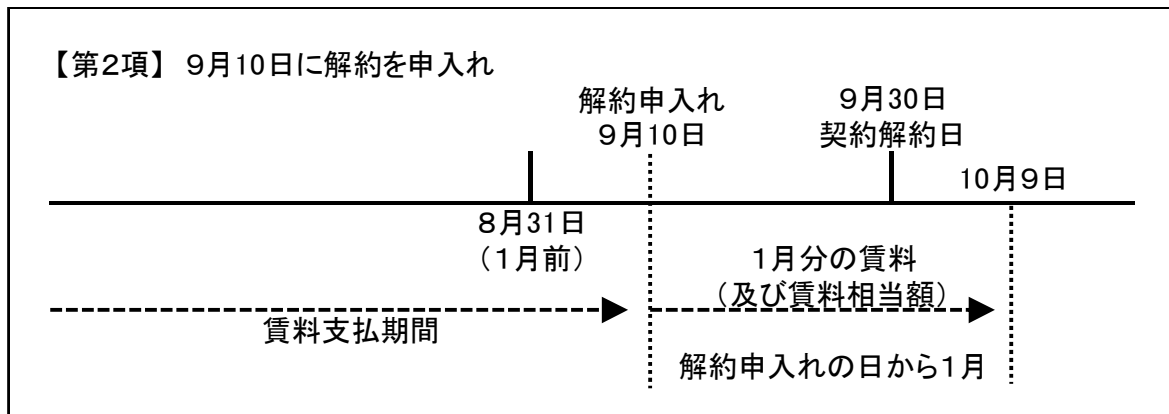 【第２項】 ９月10日に解約を申入れ
解約申入れ
９月10日
９月30日
契約解約日
10月９日
８月31日
（１月前）
１月分の賃料
（及び賃料相当額）
賃料支払期間
解約申入れの日から１月